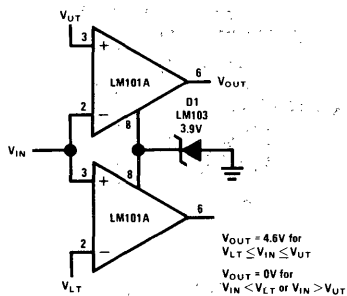 V_UT
3
+
LM101A
6
V_OUT
2
−
8
D1
LM103
3.9V
V_IN
3
+
8
LM101A
6
2
−
V_LT
V_OUT = 4.6V for
V_LT ≤ V_IN ≤ V_UT
V_OUT = 0V for
V_IN < V_LT or V_IN > V_UT